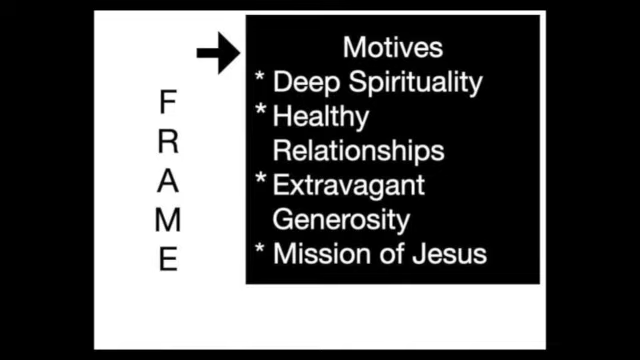 F
R
A
M
E
Motives
* Deep Spirituality
* Healthy
Relationships
* Extravagant
Generosity
* Mission of Jesus